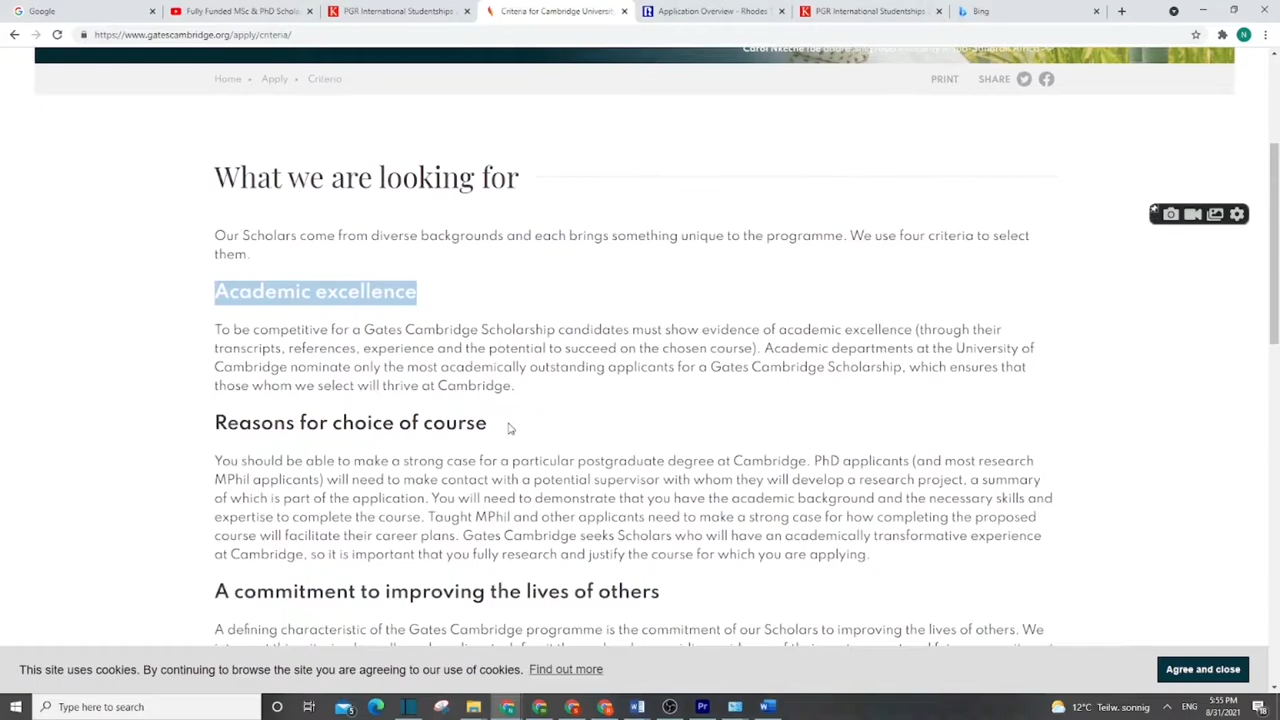 Google
Fully Funded MSc & PhD Schola
PGR International Studentships
Criteria for Cambridge Universit
Application Overview - Rhodes
PGR International Studentships
Bing
https://www.gatescambridge.org/apply/criteria/
N
Home
Apply
Criteria
PRINT
SHARE
What we are looking for
Our Scholars come from diverse backgrounds and each brings something unique to the programme. We use four criteria to select
them.
Academic excellence
To be competitive for a Gates Cambridge Scholarship candidates must show evidence of academic excellence (through their
transcripts, references, experience and the potential to succeed on the chosen course). Academic departments at the University of
Cambridge nominate only the most academically outstanding applicants for a Gates Cambridge Scholarship, which ensures that
those whom we select will thrive at Cambridge.
Reasons for choice of course
You should be able to make a strong case for a particular postgraduate degree at Cambridge. PhD applicants (and most research
MPhil applicants) will need to make contact with a potential supervisor with whom they will develop a research project, a summary
of which is part of the application. You will need to demonstrate that you have the academic background and the necessary skills and
expertise to complete the course. Taught MPhil and other applicants need to make a strong case for how completing the proposed
course will facilitate their career plans. Gates Cambridge seeks Scholars who will have an academically transformative experience
at Cambridge, so it is important that you fully research and justify the course for which you are applying.
A commitment to improving the lives of others
A defining characteristic of the Gates Cambridge programme is the commitment of our Scholars to improving the lives of others. We
This site uses cookies. By continuing to browse the site you are agreeing to our use of cookies. Find out more
Agree and close
Type here to search
12°C Teilw. sonnig
5:55 PM
8/31/2021